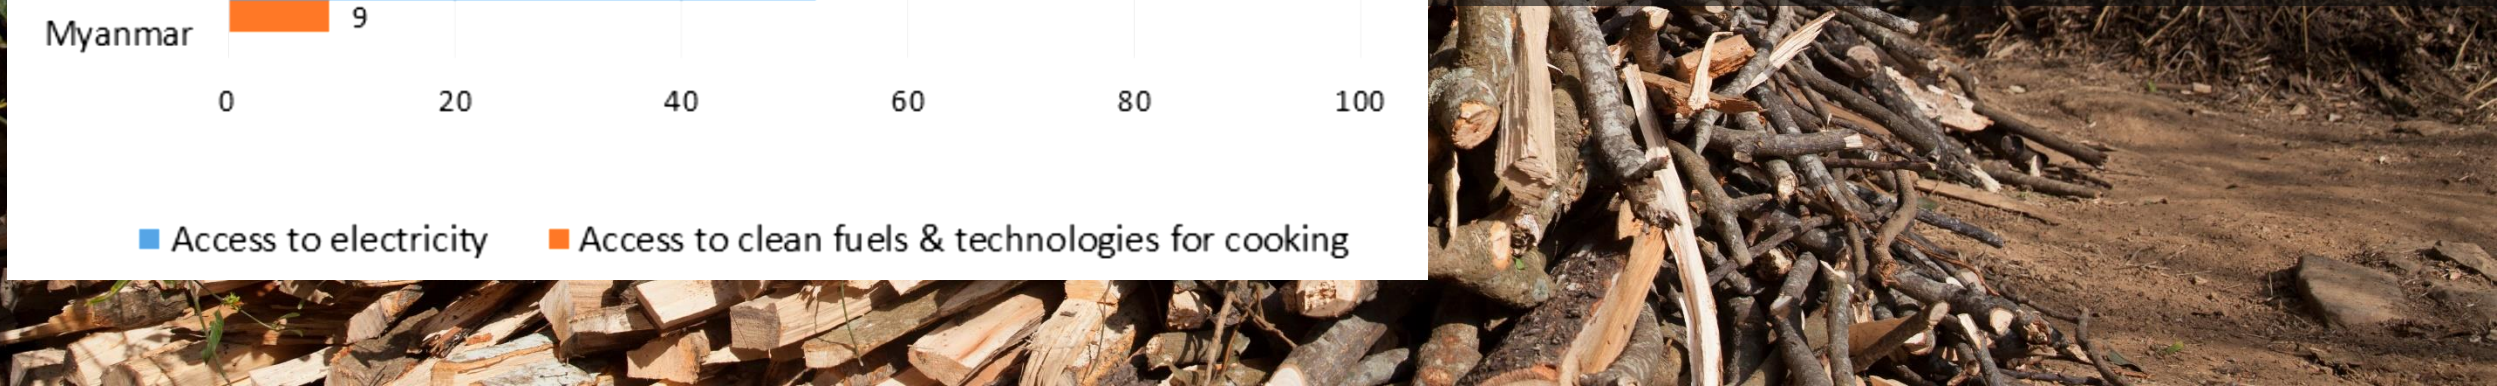 9
Myanmar
0 20 40 60 80 100
Access to electricity Access to clean fuels & technologies for cooking